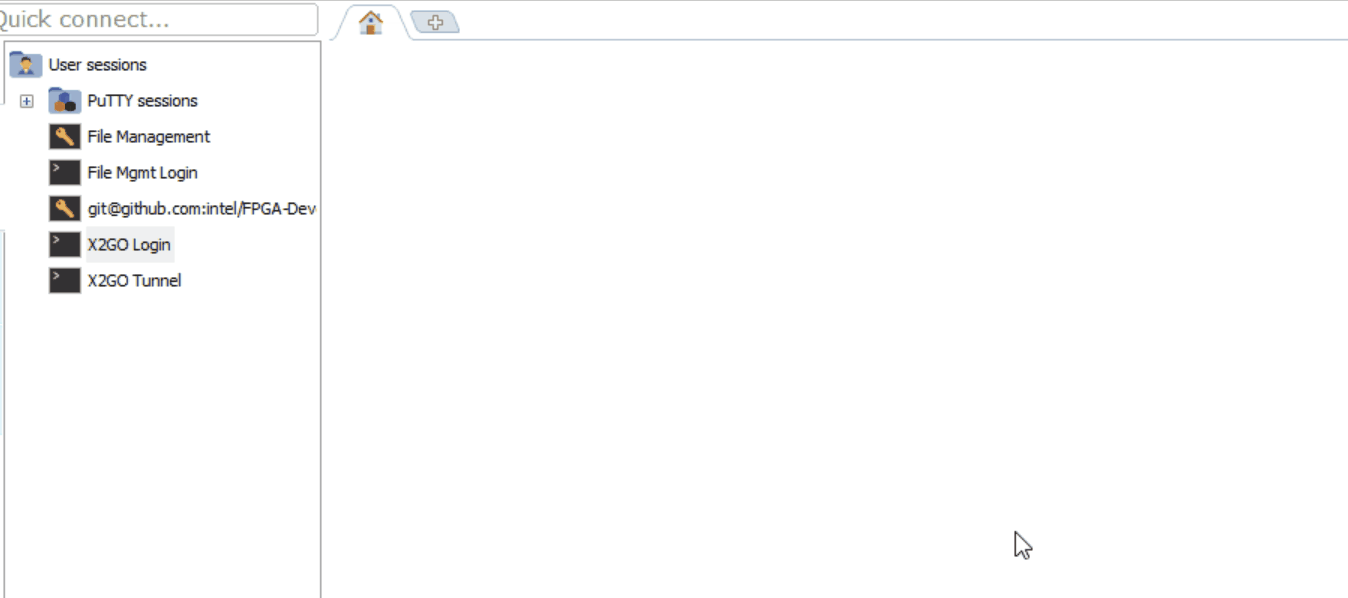 Quick connect...
User sessions
PuTTY sessions
File Management
File Mgmt Login
git@github.com:intel/FPGA-Dev
X2GO Login
X2GO Tunnel